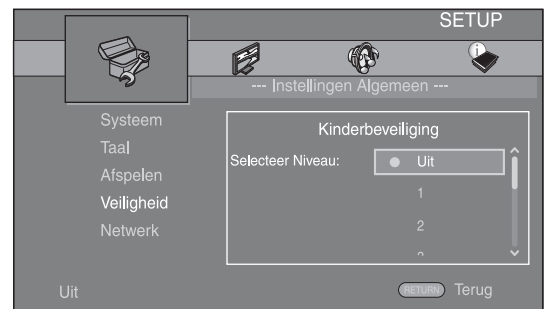 SETUP
--- Instellingen Algemeen ---
Systeem
Taal
Afspelen
Veiligheid
Netwerk
Kinderbeveiliging
Selecteer Niveau:
Uit
1
2
Uit
RETURN Terug